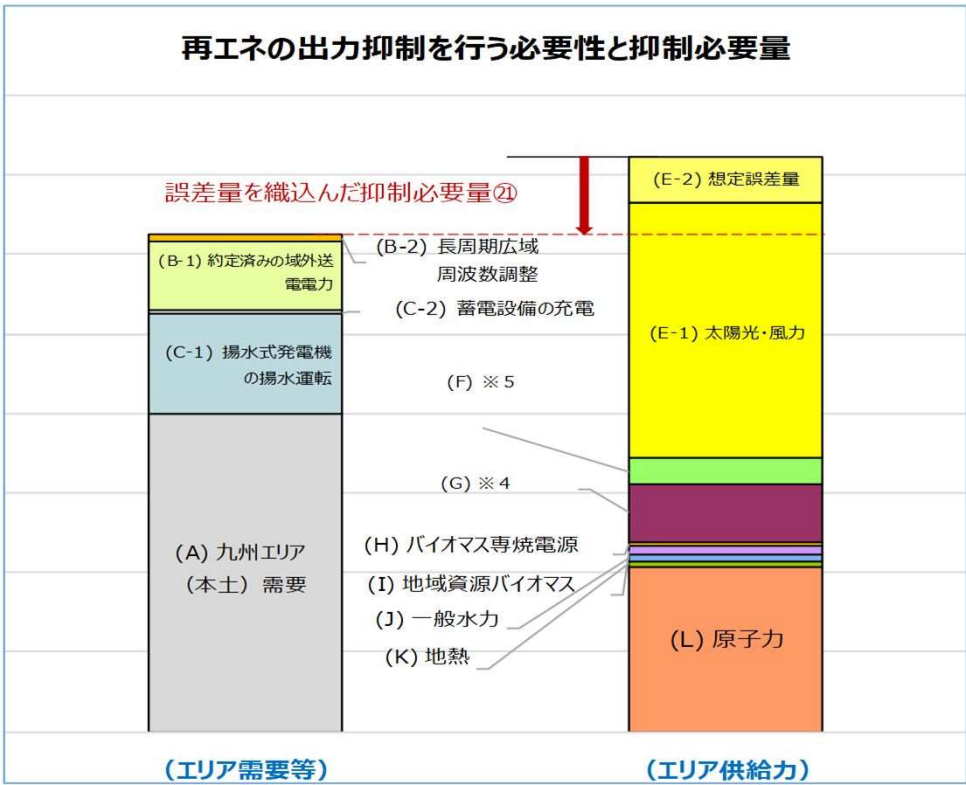 再エネの出力抑制を行う必要性と抑制必要量
誤差量を織込んだ抑制必要量㉑
(B-2) 長周期広域
周波数調整
(B-1) 約定済みの域外送
電電力
(C-2) 蓄電設備の充電
(C-1) 揚水式発電機
の揚水運転
(A) 九州エリア
(本土) 需要
(E-2) 想定誤差量
(E-1) 太陽光・風力
(F) ※5
(G) ※4
(H) バイオマス専焼電源
(I) 地域資源バイオマス
(J) 一般水力
(K) 地熱
(L) 原子力
(エリア需要等)
(エリア供給力)